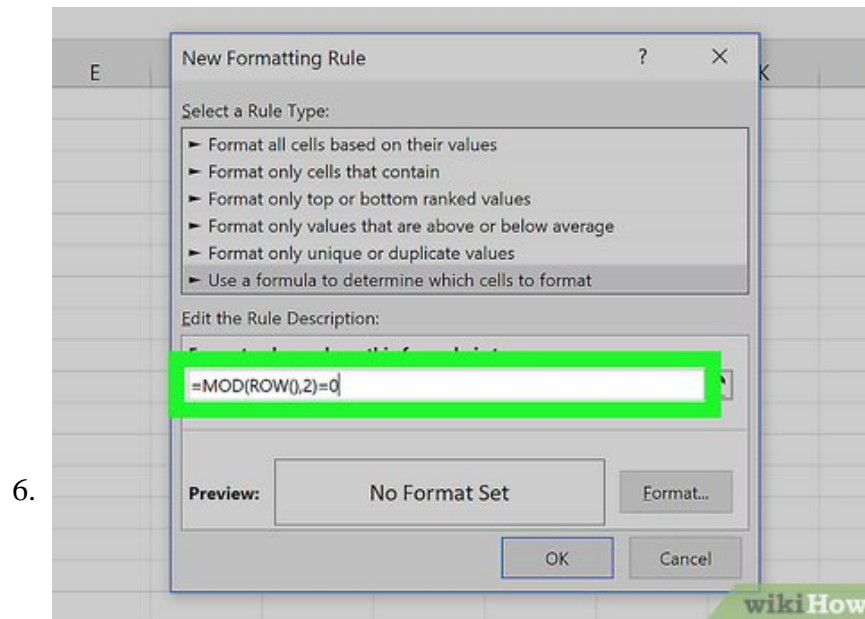 New Formatting Rule ? ×
E K
Select a Rule Type:
► Format all cells based on their values
► Format only cells that contain
► Format only top or bottom ranked values
► Format only values that are above or below average
► Format only unique or duplicate values
► Use a formula to determine which cells to format
Edit the Rule Description:
=MOD(ROW(),2)=0
6.
Preview: No Format Set Format...
OK Cancel
wikiHow